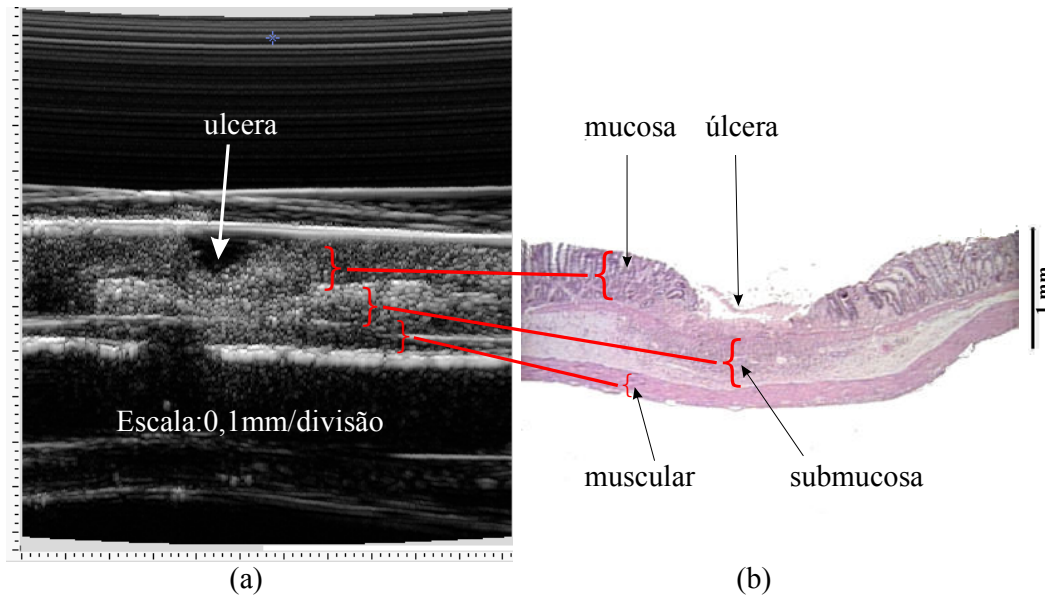 ulcera
Escala:0,1mm/divisão
(a)
mucosa
úlcera
muscular
submucosa
1 mm
(b)